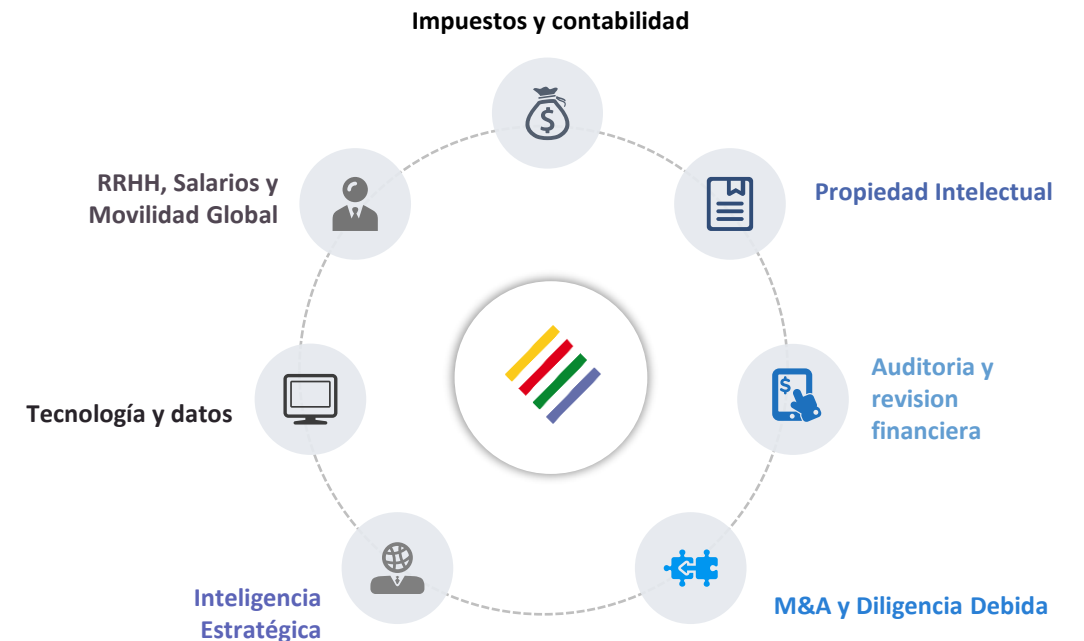 Impuestos y contabilidad
RRHH, Salarios y
Movilidad Global
Propiedad Intelectual
Auditoria y
revision
financiera
Tecnología y datos
Inteligencia
Estratégica
M&A y Diligencia Debida